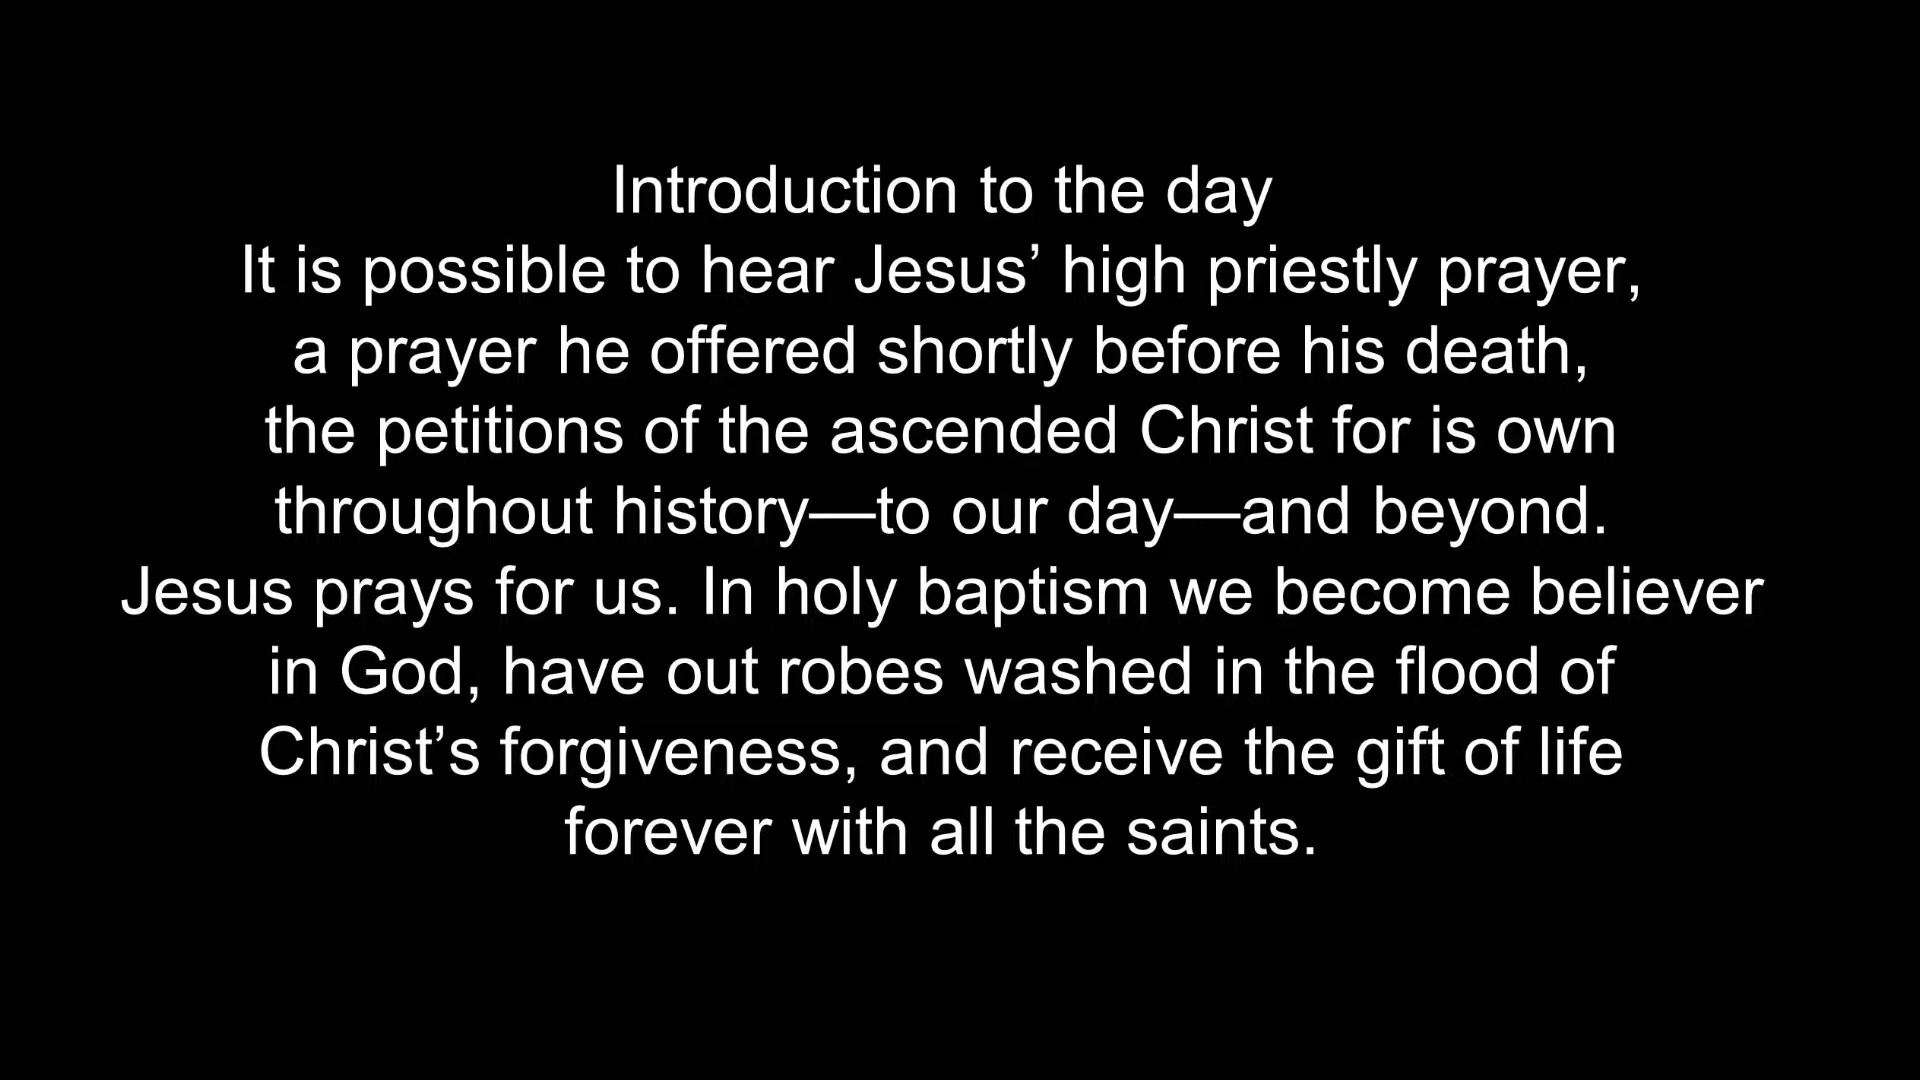 Introduction to the day
It is possible to hear Jesus’ high priestly prayer,
a prayer he offered shortly before his death,
the petitions of the ascended Christ for is own
throughout history—to our day—and beyond.
Jesus prays for us. In holy baptism we become believer
in God, have out robes washed in the flood of
Christ’s forgiveness, and receive the gift of life
forever with all the saints.